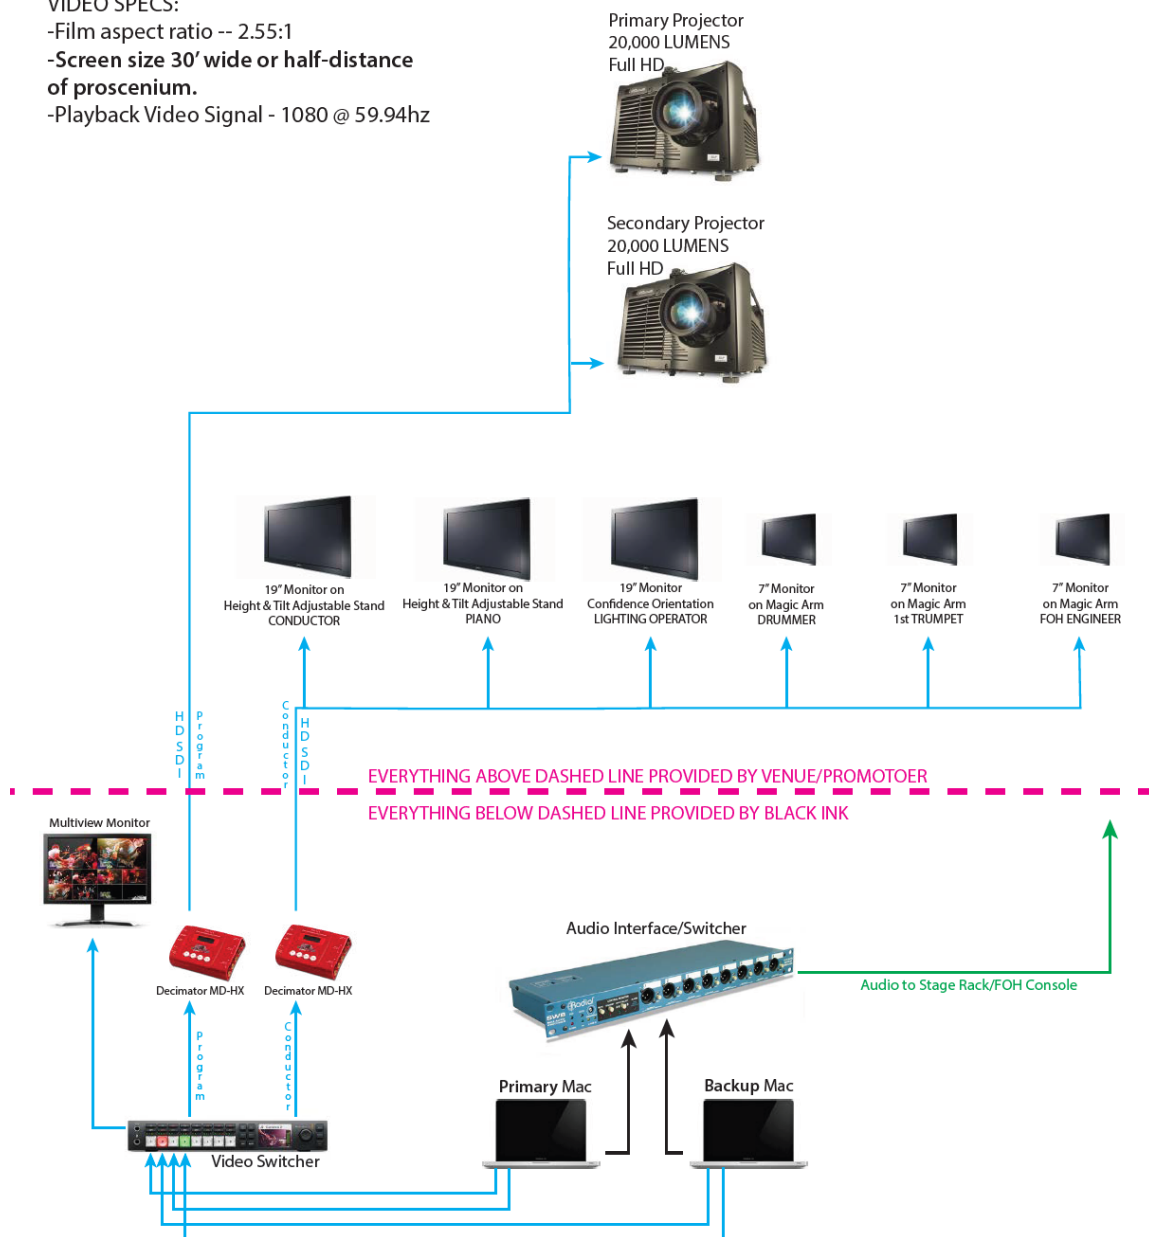 VIDEO SPECS:
-Film aspect ratio -- 2.55:1
-Screen size 30' wide or half-distance
of proscenium.
-Playback Video Signal - 1080 @ 59.94hz
Primary Projector
20,000 LUMENS
Full HD
Secondary Projector
20,000 LUMENS
Full HD
19" Monitor on
Height & Tilt Adjustable Stand
CONDUCTOR
19" Monitor on
Height & Tilt Adjustable Stand
PIANO
19" Monitor
Confidence Orientation
LIGHTING OPERATOR
7" Monitor
on Magic Arm
DRUMMER
7" Monitor
on Magic Arm
1st TRUMPET
7" Monitor
on Magic Arm
FOH ENGINEER
HD SDI
Program
Conductor
HD SDI
EVERYTHING ABOVE DASHED LINE PROVIDED BY VENUE/PROMOTOER
EVERYTHING BELOW DASHED LINE PROVIDED BY BLACK INK
Multiview Monitor
Decimator MD-HX
Decimator MD-HX
Audio Interface/Switcher
Radial
SW8
Audio to Stage Rack/FOH Console
Program
Conductor
Primary Mac
Backup Mac
Video Switcher